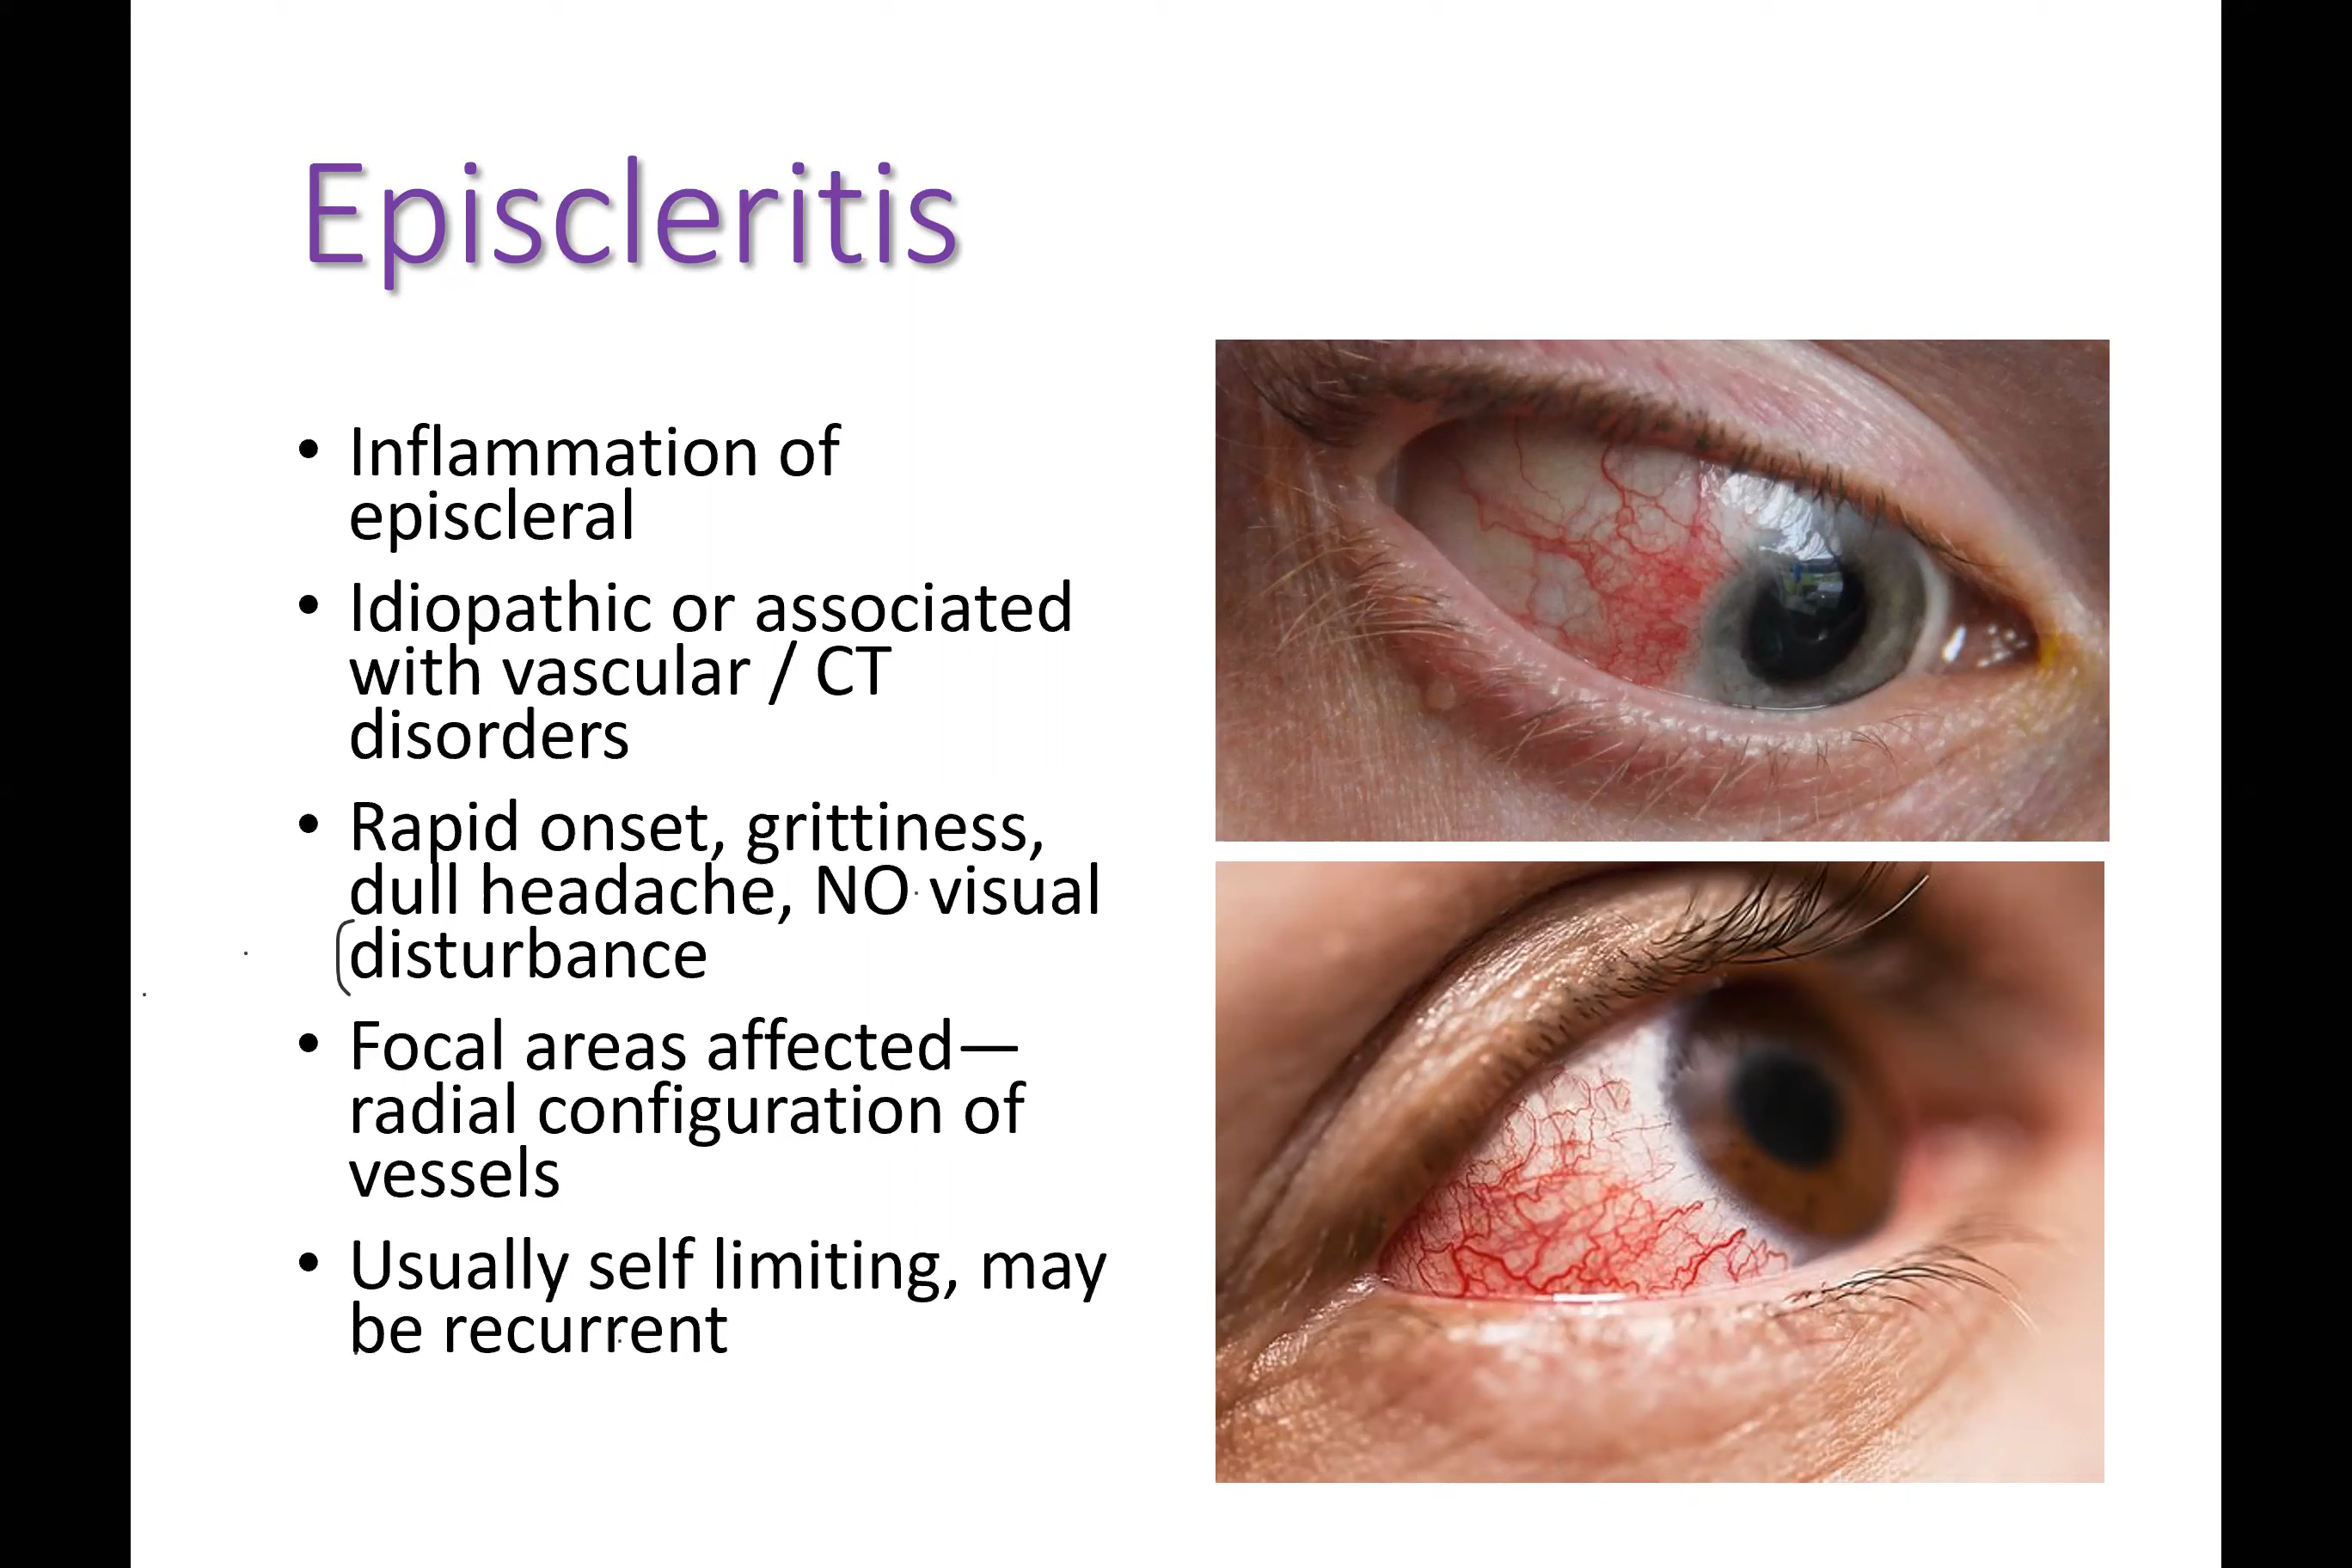 Episcleritis
• Inflammation of
episcleral
• Idiopathic or associated
with vascular / CT
disorders
• Rapid onset, grittiness,
dull headache, NO visual
disturbance
• Focal areas affected—
radial configuration of
vessels
• Usually self limiting, may
be recurrent